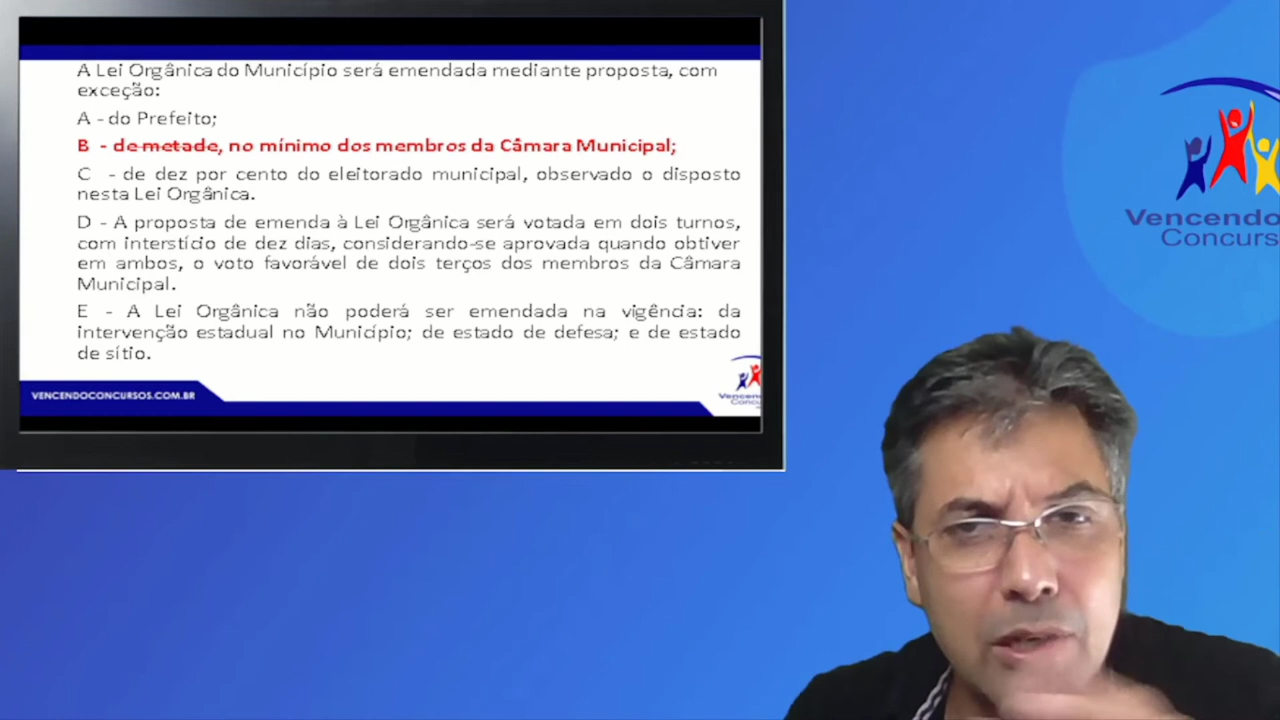 A Lei Orgânica do Município será emendada mediante proposta, com
exceção:
A - do Prefeito;
B - de metade, no mínimo dos membros da Câmara Municipal;
C - de dez por cento do eleitorado municipal, observado o disposto
nesta Lei Orgânica.
D - A proposta de emenda à Lei Orgânica será votada em dois turnos,
com interstício de dez dias, considerando-se aprovada quando obtiver
em ambos, o voto favorável de dois terços dos membros da Câmara
Municipal.
E - A Lei Orgânica não poderá ser emendada na vigência: da
intervenção estadual no Município; de estado de defesa; e de estado
de sítio.
VENCENDOCONCURSOS.COM.BR
Vencend
Concu
Vencendo
Concurs